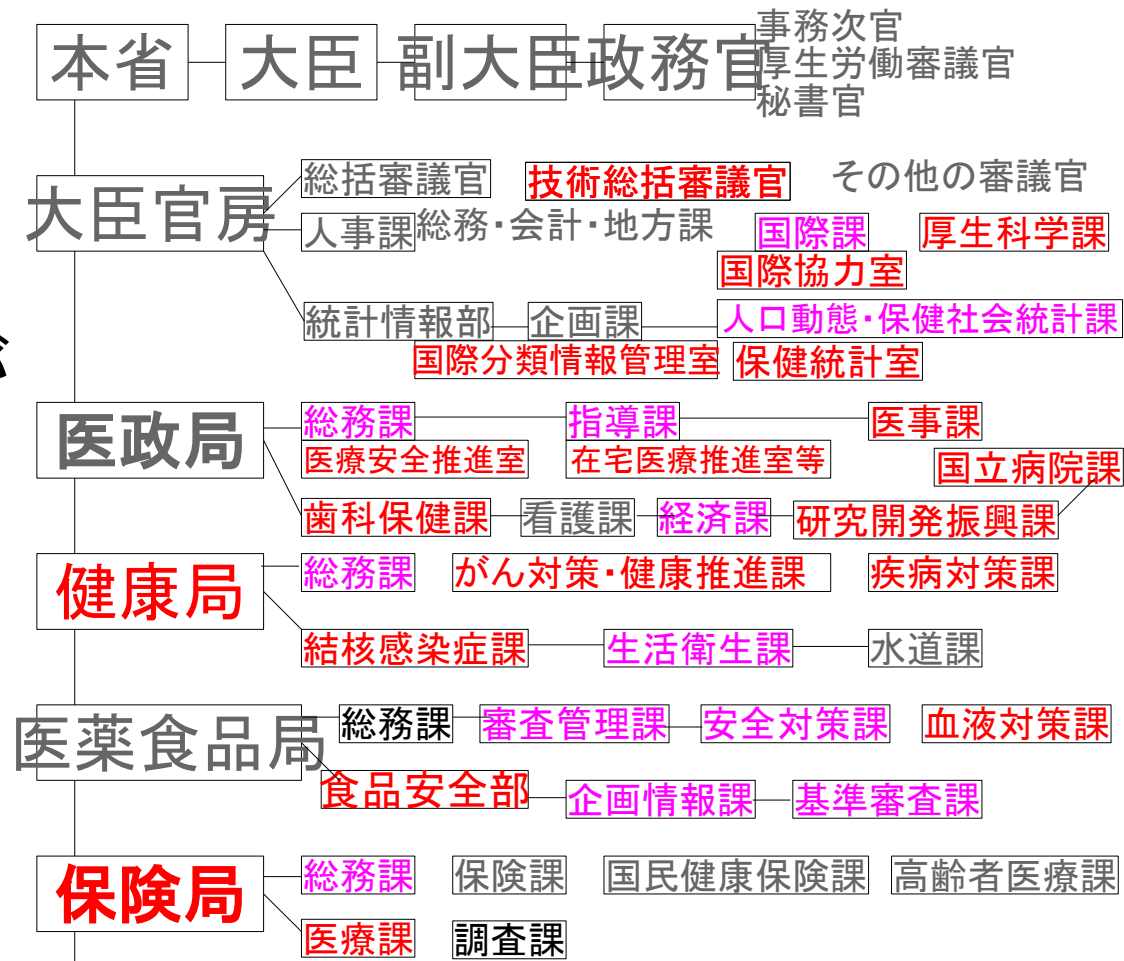 本省 大臣 副大臣 政務官
事務次官
厚生労働審議官
秘書官
大臣官房
総括審議官 技術総括審議官 その他の審議官
人事課 総務・会計・地方課 国際課 厚生科学課
国際協力室
統計情報部 企画課 人口動態・保健社会統計課
国際分類情報管理室 保健統計室
医政局
総務課 指導課 医事課
医療安全推進室 在宅医療推進室等 国立病院課
歯科保健課 看護課 経済課 研究開発振興課
健康局
総務課 がん対策・健康推進課 疾病対策課
結核感染症課 生活衛生課 水道課
医薬食品局
総務課 審査管理課 安全対策課 血液対策課
食品安全部 企画情報課 基準審査課
保険局
総務課 保険課 国民健康保険課 高齢者医療課
医療課 調査課